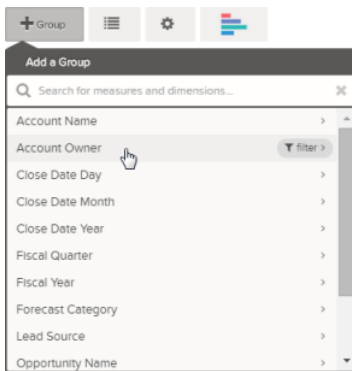 Group
Add a Group
Search for measures and dimensions...
Account Name
Account Owner
filter
Close Date Day
Close Date Month
Close Date Year
Fiscal Quarter
Fiscal Year
Forecast Category
Lead Source
Opportunity Name